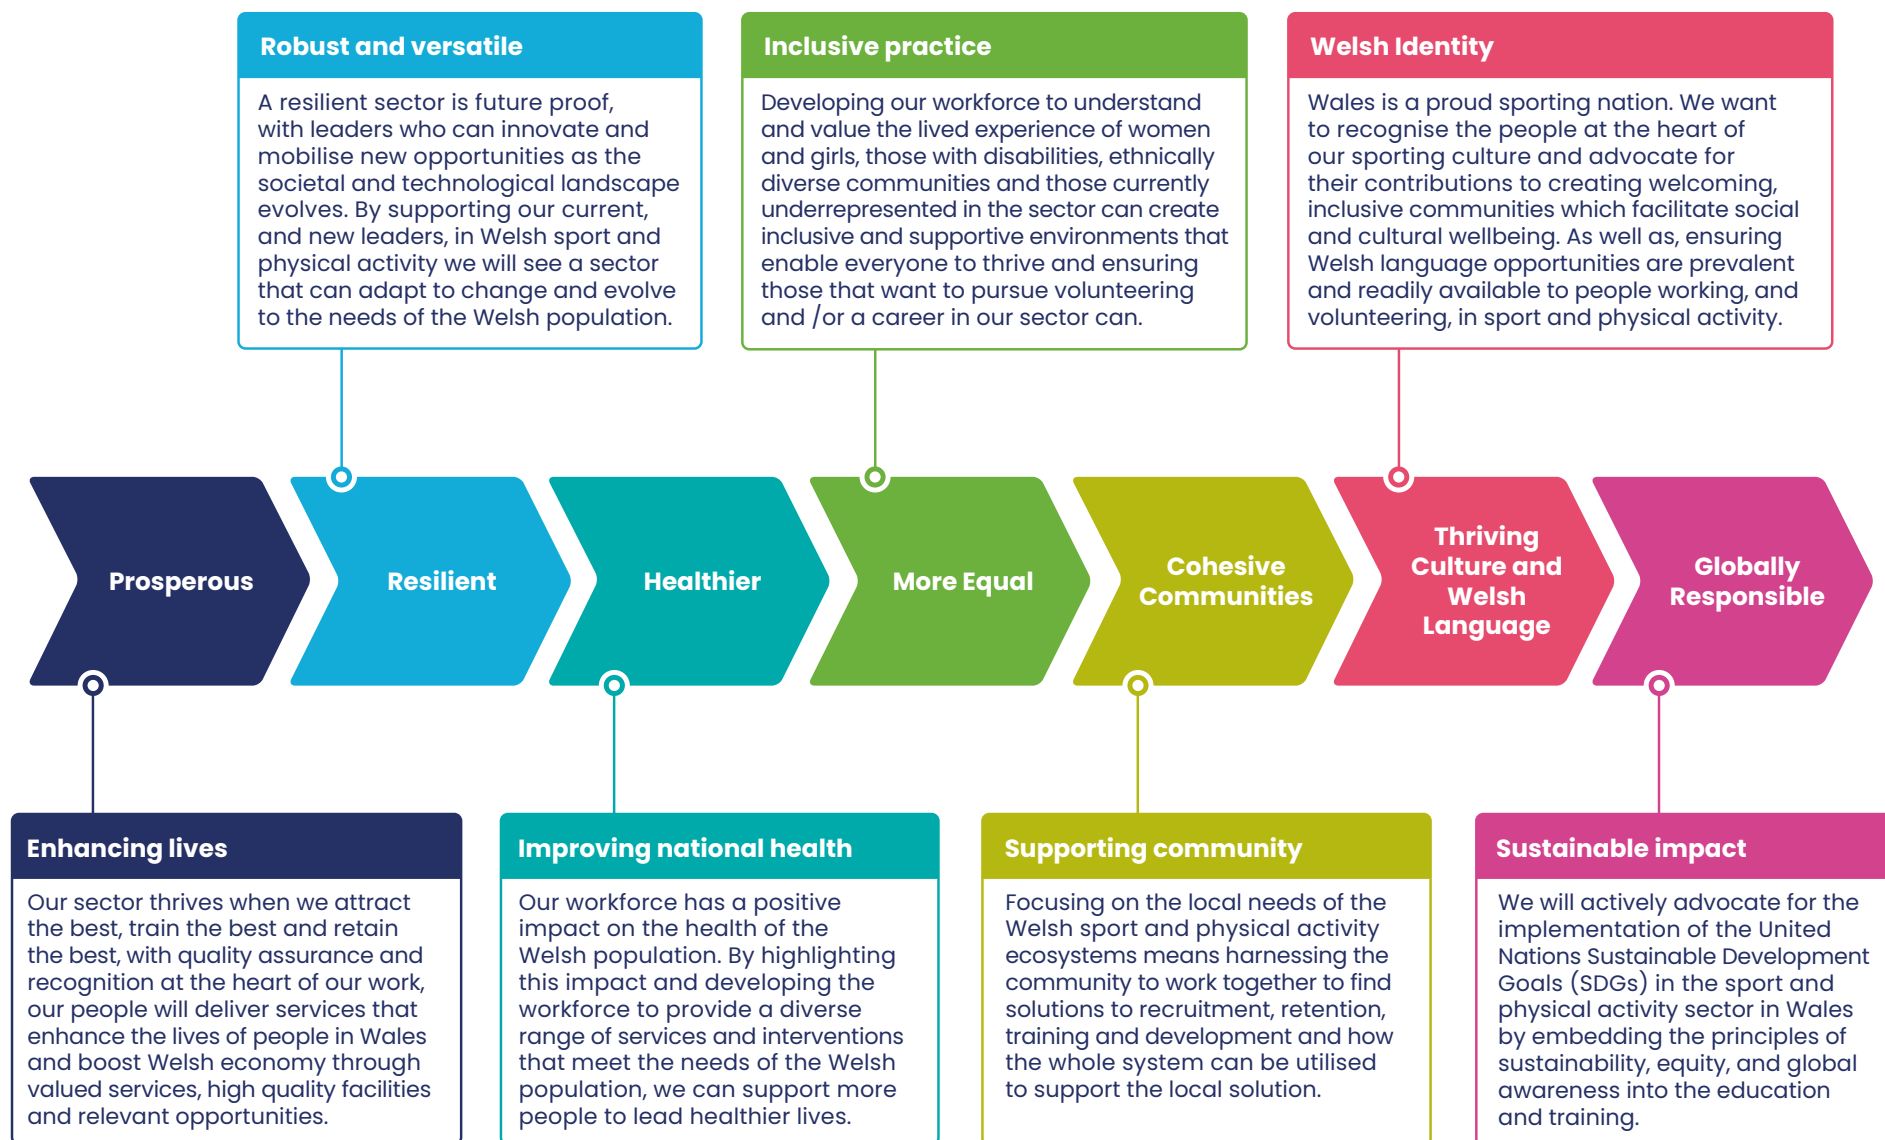 Robust and versatile
A resilient sector is future proof,
with leaders who can innovate and
mobilise new opportunities as the
societal and technological landscape
evolves. By supporting our current,
and new leaders, in Welsh sport and
physical activity we will see a sector
that can adapt to change and evolve
to the needs of the Welsh population.
Inclusive practice
Developing our workforce to understand
and value the lived experience of women
and girls, those with disabilities, ethnically
diverse communities and those currently
underrepresented in the sector can create
inclusive and supportive environments that
enable everyone to thrive and ensuring
those that want to pursue volunteering
and /or a career in our sector can.
Welsh Identity
Wales is a proud sporting nation. We want
to recognise the people at the heart of
our sporting culture and advocate for
their contributions to creating welcoming,
inclusive communities which facilitate social
and cultural wellbeing. As well as, ensuring
Welsh language opportunities are prevalent
and readily available to people working, and
volunteering, in sport and physical activity.
Prosperous
Resilient
Healthier
More Equal
Cohesive
Communities
Thriving
Culture and
Welsh
Language
Globally
Responsible
Enhancing lives
Our sector thrives when we attract
the best, train the best and retain
the best, with quality assurance and
recognition at the heart of our work,
our people will deliver services that
enhance the lives of people in Wales
and boost Welsh economy through
valued services, high quality facilities
and relevant opportunities.
Improving national health
Our workforce has a positive
impact on the health of the
Welsh population. By highlighting
this impact and developing the
workforce to provide a diverse
range of services and interventions
that meet the needs of the Welsh
population, we can support more
people to lead healthier lives.
Supporting community
Focusing on the local needs of the
Welsh sport and physical activity
ecosystems means harnessing the
community to work together to find
solutions to recruitment, retention,
training and development and how
the whole system can be utilised
to support the local solution.
Sustainable impact
We will actively advocate for the
implementation of the United
Nations Sustainable Development
Goals (SDGs) in the sport and
physical activity sector in Wales
by embedding the principles of
sustainability, equity, and global
awareness into the education
and training.